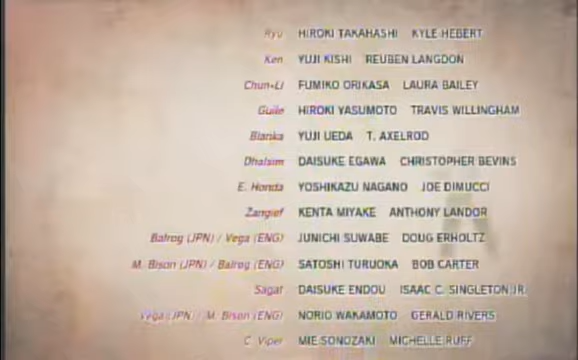 Ryu HIROKI TAKAHASHI KYLE HEBERT
Ken YUJI KISHI REUBEN LANGDON
Chun-Li FUMIKO ORIKASA LAURA BAILEY
Guile HIROKI YASUMOTO TRAVIS WILLINGHAM
Blanka YUJI UEDA T. AXELROD
Dhalsim DAISUKE EGAWA CHRISTOPHER BEVINS
E. Honda YOSHIKAZU NAGANO JOE DIMUCCI
Zangief KENTA MIYAKE ANTHONY LANDOR
Balrog (JPN) / Vega (ENG) JUNICHI SUWABE DOUG ERHOLTZ
M. Bison (JPN) / Balrog (ENG) SATOSHI TURUOKA BOB CARTER
Sagat DAISUKE ENDOU ISAAC C. SINGLETON JR.
Vega (JPN) / M. Bison (ENG) NORIO WAKAMOTO GERALD RIVERS
C. Viper MIE SONOZAKI MICHELLE RUFF